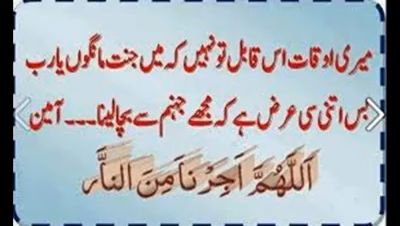 میری اوقات اس قابل تو نہیں کہ میں جنت مانگوں یا رب
بس اتنی سی عرض ہے کہ مجھے جہنم سے بچا لینا۔۔۔ آمین
اَللّٰهُمَّ اَجِرْنَا مِنَ النَّار